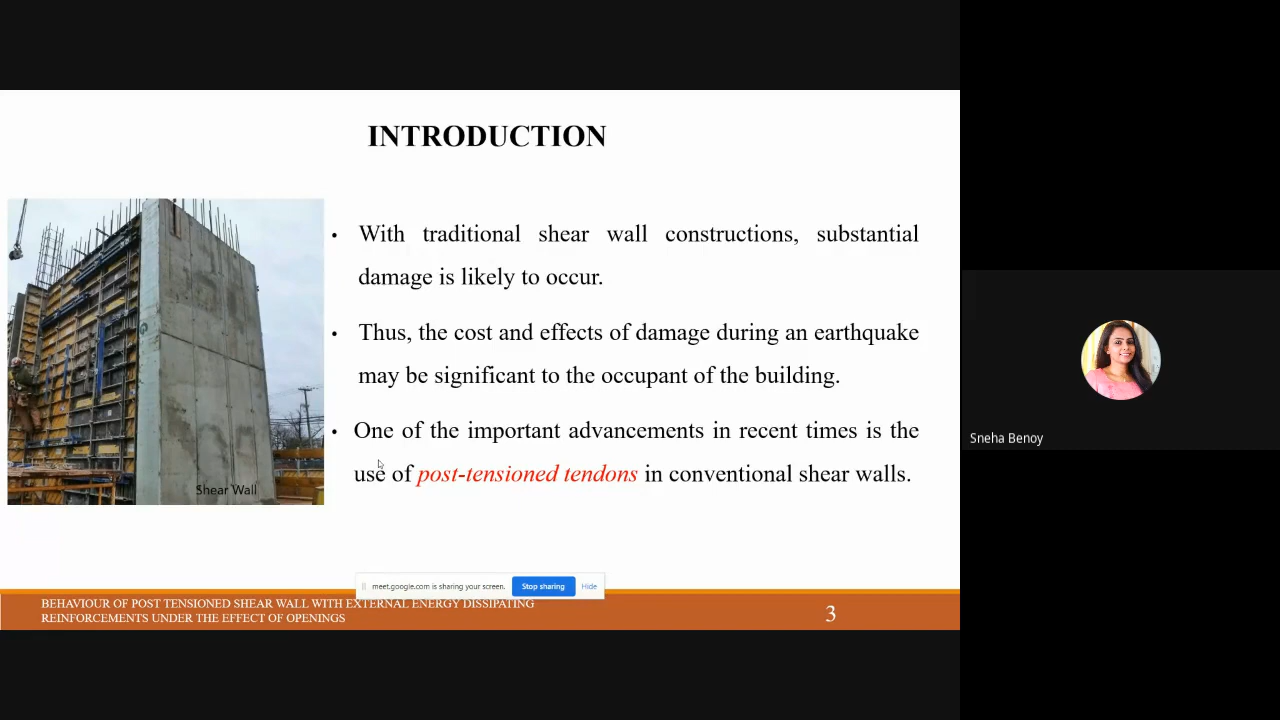 INTRODUCTION
• With traditional shear wall constructions, substantial
damage is likely to occur.
• Thus, the cost and effects of damage during an earthquake
may be significant to the occupant of the building.
• One of the important advancements in recent times is the
use of post-tensioned tendons in conventional shear walls.
Shear Wall
meet.google.com is sharing your screen. Stop sharing Hide
BEHAVIOUR OF POST TENSIONED SHEAR WALL WITH EXTERNAL ENERGY DISSIPATING
REINFORCEMENTS UNDER THE EFFECT OF OPENINGS
3
Sneha Benoy